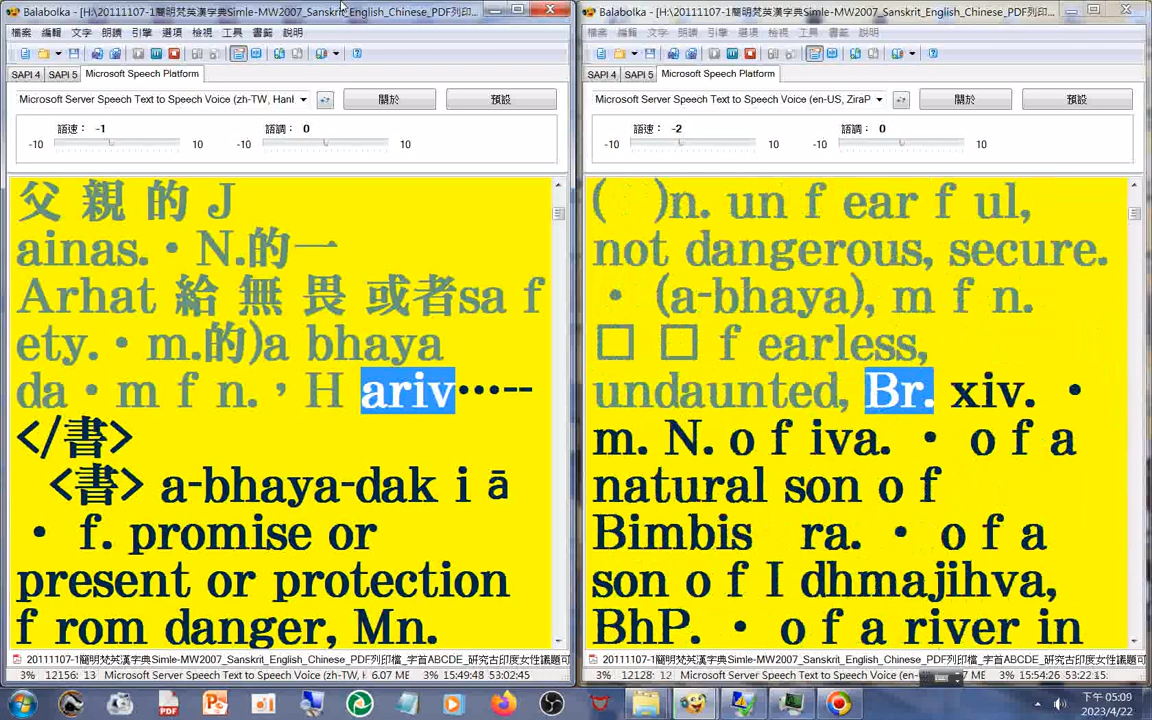 Balabolka - [H:\20111107-1簡明梵英漢字典Simle-MW2007_Sanskrit_English_Chinese_PDF列印...
檔案 編輯 文字 朗讀 引擎 選項 檢視 工具 書籤 說明
SAPI 4 SAPI 5 Microsoft Speech Platform
Microsoft Server Speech Text to Speech Voice (zh-TW, Hanl
關於
預設
語速： -1
語調： 0
-10 10 -10 10
父 親 的 J
ainas.・N.的一
Arhat 給 無 畏 或者sa f
ety.・m.的)a bhaya
da・m f n.，H ariv…--
</書>
<書> a-bhaya-dak i ā
・ f. promise or
present or protection
f rom danger, Mn.
20111107-1簡明梵英漢字典Simle-MW2007_Sanskrit_English_Chinese_PDF列印檔_字首ABCDE_研究古印度女性議題可
3% 12156: 13 Microsoft Server Speech Text to Speech Voice (zh-TW, H 6.07 ME 3% 15:49:48 53:02:45
Balabolka - [H:\20111107-1簡明梵英漢字典Simle-MW2007_Sanskrit_English_Chinese_PDF列印...
檔案 編輯 文字 朗讀 引擎 選項 檢視 工具 書籤 說明
SAPI 4 SAPI 5 Microsoft Speech Platform
Microsoft Server Speech Text to Speech Voice (en-US, ZiraP
關於
預設
語速： -2
語調： 0
-10 10 -10 10
( )n. un f ear f ul,
not dangerous, secure.
・ (a-bhaya), m f n.
□ □ f earless,
undaunted, Br. xiv. ・
m. N. o f iva. ・ o f a
natural son o f
Bimbis ra. ・ o f a
son o f I dhmajihva,
BhP. ・ o f a river in
20111107-1簡明梵英漢字典Simle-MW2007_Sanskrit_English_Chinese_PDF列印檔_字首ABCDE_研究古印度女性議題可
3% 12128: 12 Microsoft Server Speech Text to Speech Voice ME 3% 15:54:26 53:22:15:
下午 05:09
2023/4/22